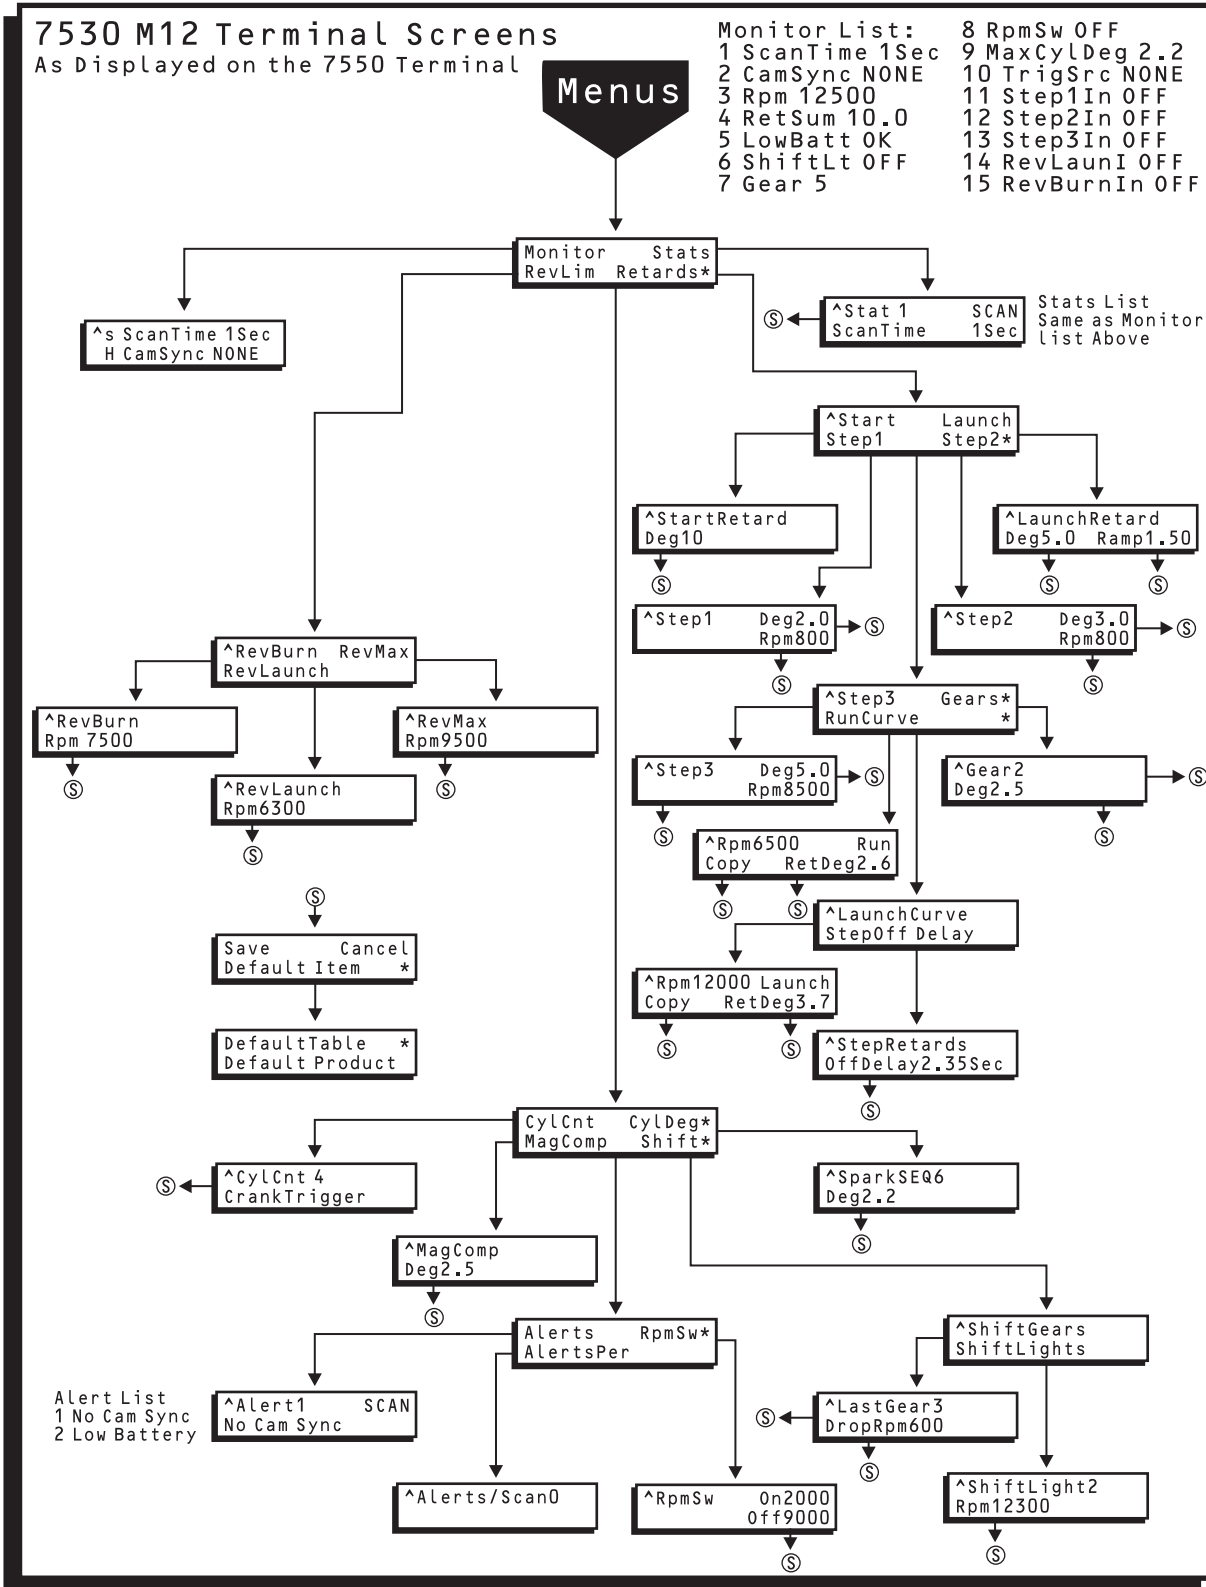 7530 M12 Terminal Screens
As Displayed on the 7550 Terminal
Menus
Monitor List:
1 ScanTime 1Sec
2 CamSync NONE
3 Rpm 12500
4 RetSum 10.0
5 LowBatt OK
6 ShiftLt OFF
7 Gear 5
8 RpmSw OFF
9 MaxCylDeg 2.2
10 TrigSrc NONE
11 Step1In OFF
12 Step2In OFF
13 Step3In OFF
14 RevLaunI OFF
15 RevBurnIn OFF
Monitor Stats
RevLim Retards*
^s ScanTime 1Sec
H CamSync NONE
S
^Stat 1 SCAN
ScanTime 1Sec
Stats List
Same as Monitor
list Above
^Start Launch
Step1 Step2*
^StartRetard
Deg10
S
^LaunchRetard
Deg5.0 Ramp1.50
S S
^Step1 Deg2.0
Rpm800
S
S
^Step2 Deg3.0
Rpm800
S
S
^RevBurn RevMax
RevLaunch
^RevBurn
Rpm 7500
S
^RevMax
Rpm9500
S
^RevLaunch
Rpm6300
S
^Step3 Gears*
RunCurve *
^Step3 Deg5.0
Rpm8500
S
S
^Gear2
Deg2.5
S
S
^Rpm6500 Run
Copy RetDeg2.6
S S
^LaunchCurve
StepOff Delay
^Rpm12000 Launch
Copy RetDeg3.7
S S
^StepRetards
OffDelay2.35Sec
S
S
Save Cancel
Default Item *
DefaultTable *
Default Product
CylCnt CylDeg*
MagComp Shift*
S
^CylCnt 4
CrankTrigger
^SparkSEQ6
Deg2.2
S
^MagComp
Deg2.5
S
Alerts RpmSw*
AlertsPer
^ShiftGears
ShiftLights
Alert List
1 No Cam Sync
2 Low Battery
^Alert1 SCAN
No Cam Sync
S
^LastGear3
DropRpm600
S
^Alerts/Scan0
^RpmSw On2000
Off9000
S
^ShiftLight2
Rpm12300
S